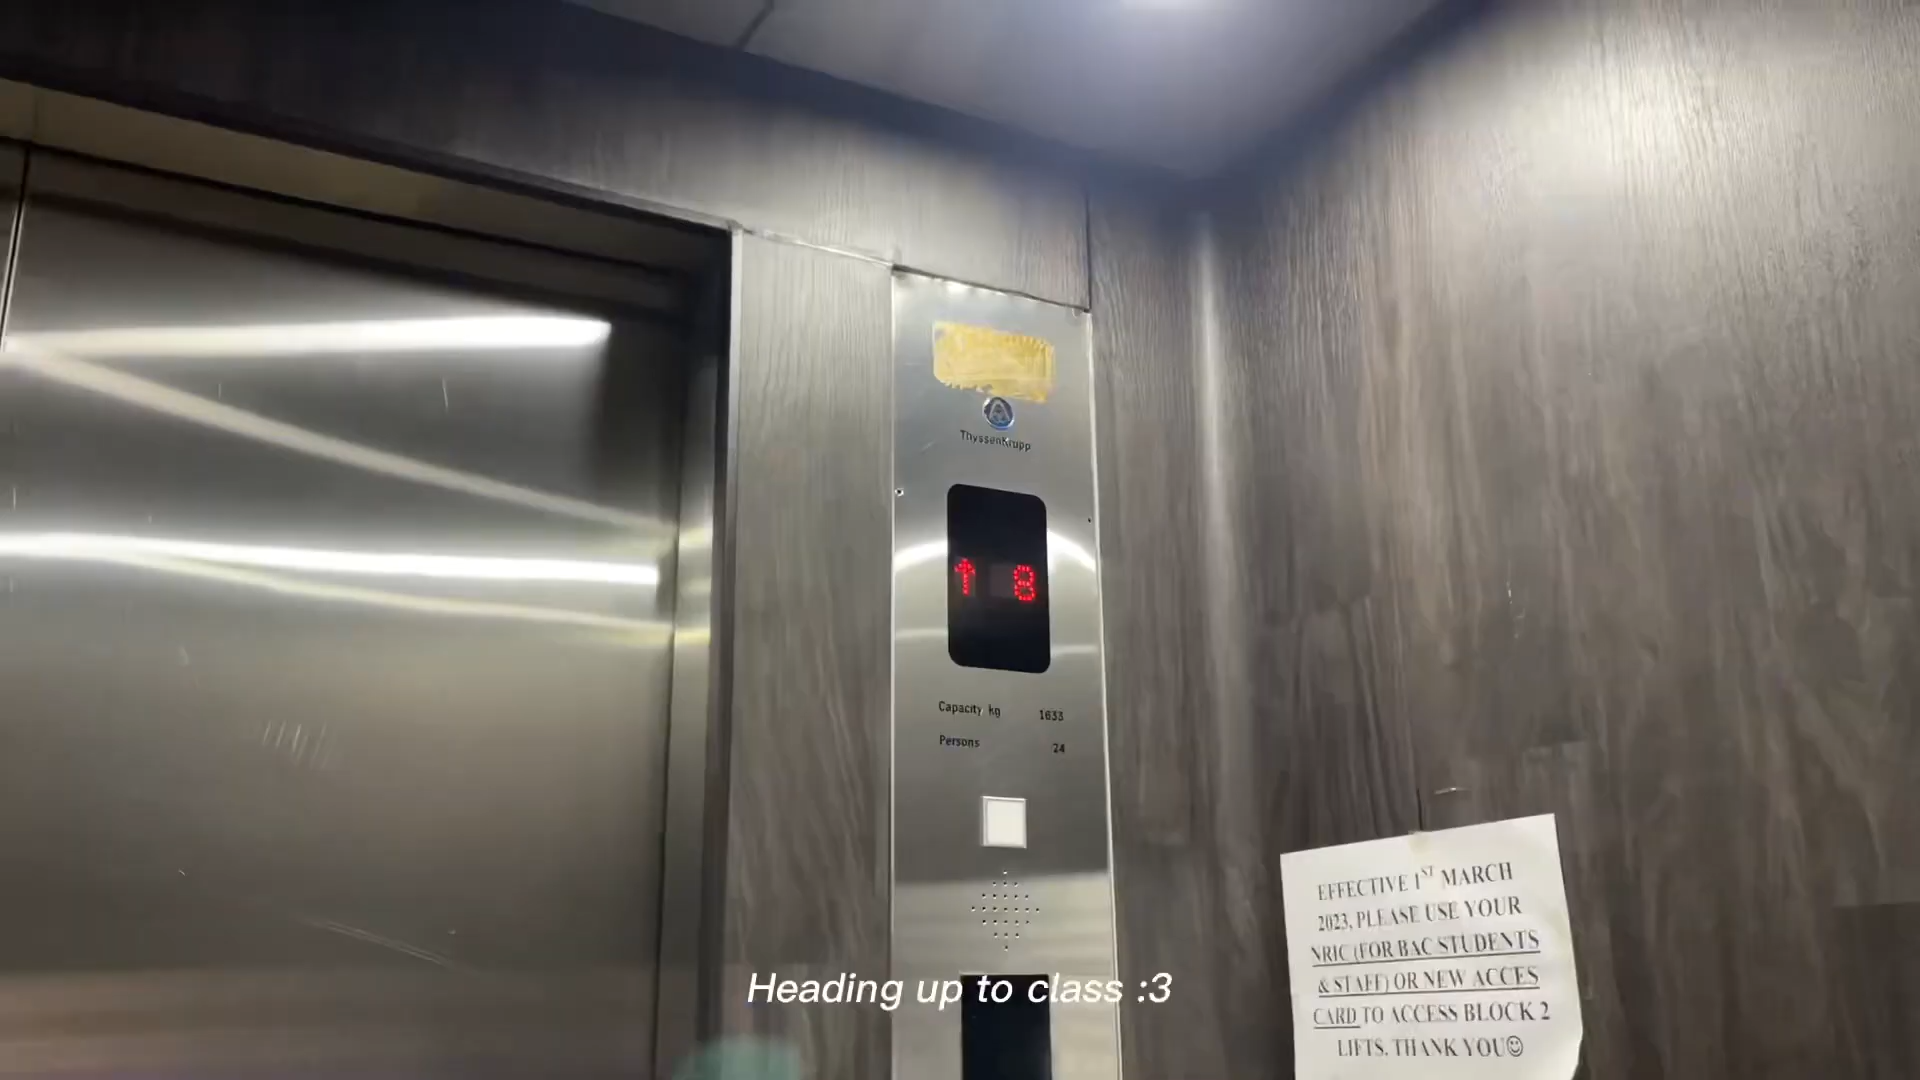 ThyssenKrupp
↑ 8
Capacity kg 1633
Persons 24
EFFECTIVE 1ST MARCH
2023, PLEASE USE YOUR
NRIC (FOR BAC STUDENTS
& STAFF) OR NEW ACCES
CARD TO ACCESS BLOCK 2
LIFTS. THANK YOU☺
Heading up to class :3